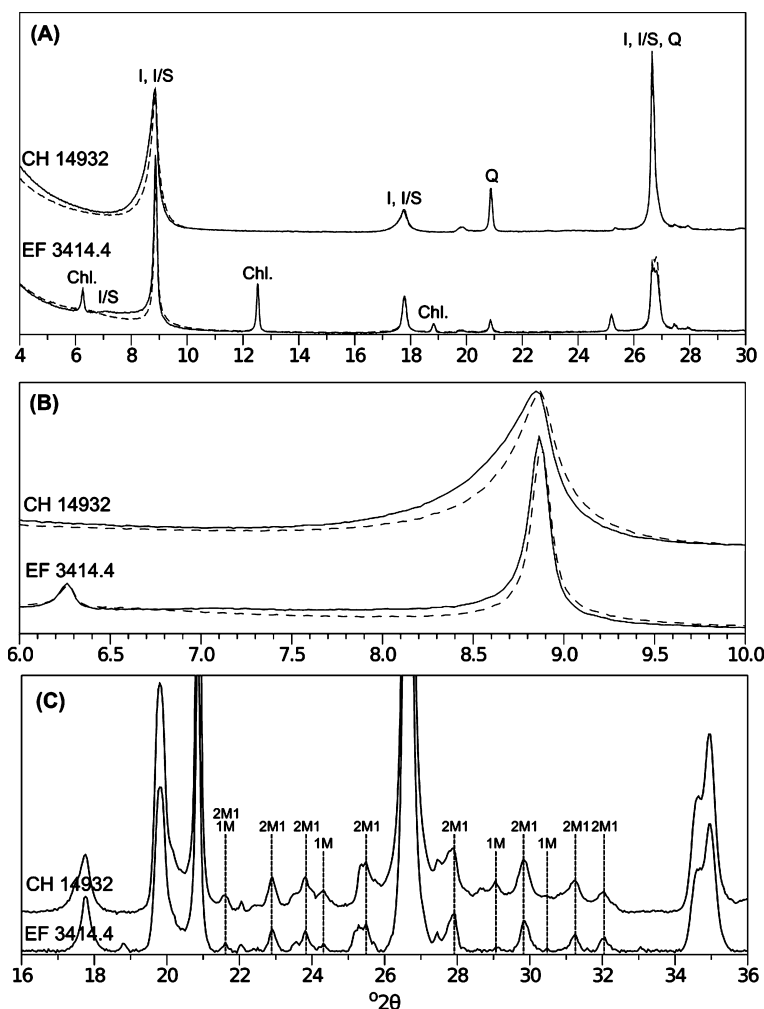 (A)
I, I/S, Q
I, I/S
CH 14932
Q
I, I/S
EF 3414.4
Chl.
I/S
Chl.
Chl.
4 6 8 10 12 14 16 18 20 22 24 26 28 30
(B)
CH 14932
EF 3414.4
6.0 6.5 7.0 7.5 8.0 8.5 9.0 9.5 10.0
(C)
2M1
1M
2M1
2M1
1M
2M1
2M1
1M
2M1
1M
2M1
2M1
CH 14932
EF 3414.4
16 18 20 22 24 26 28 30 32 34 36
°2θ